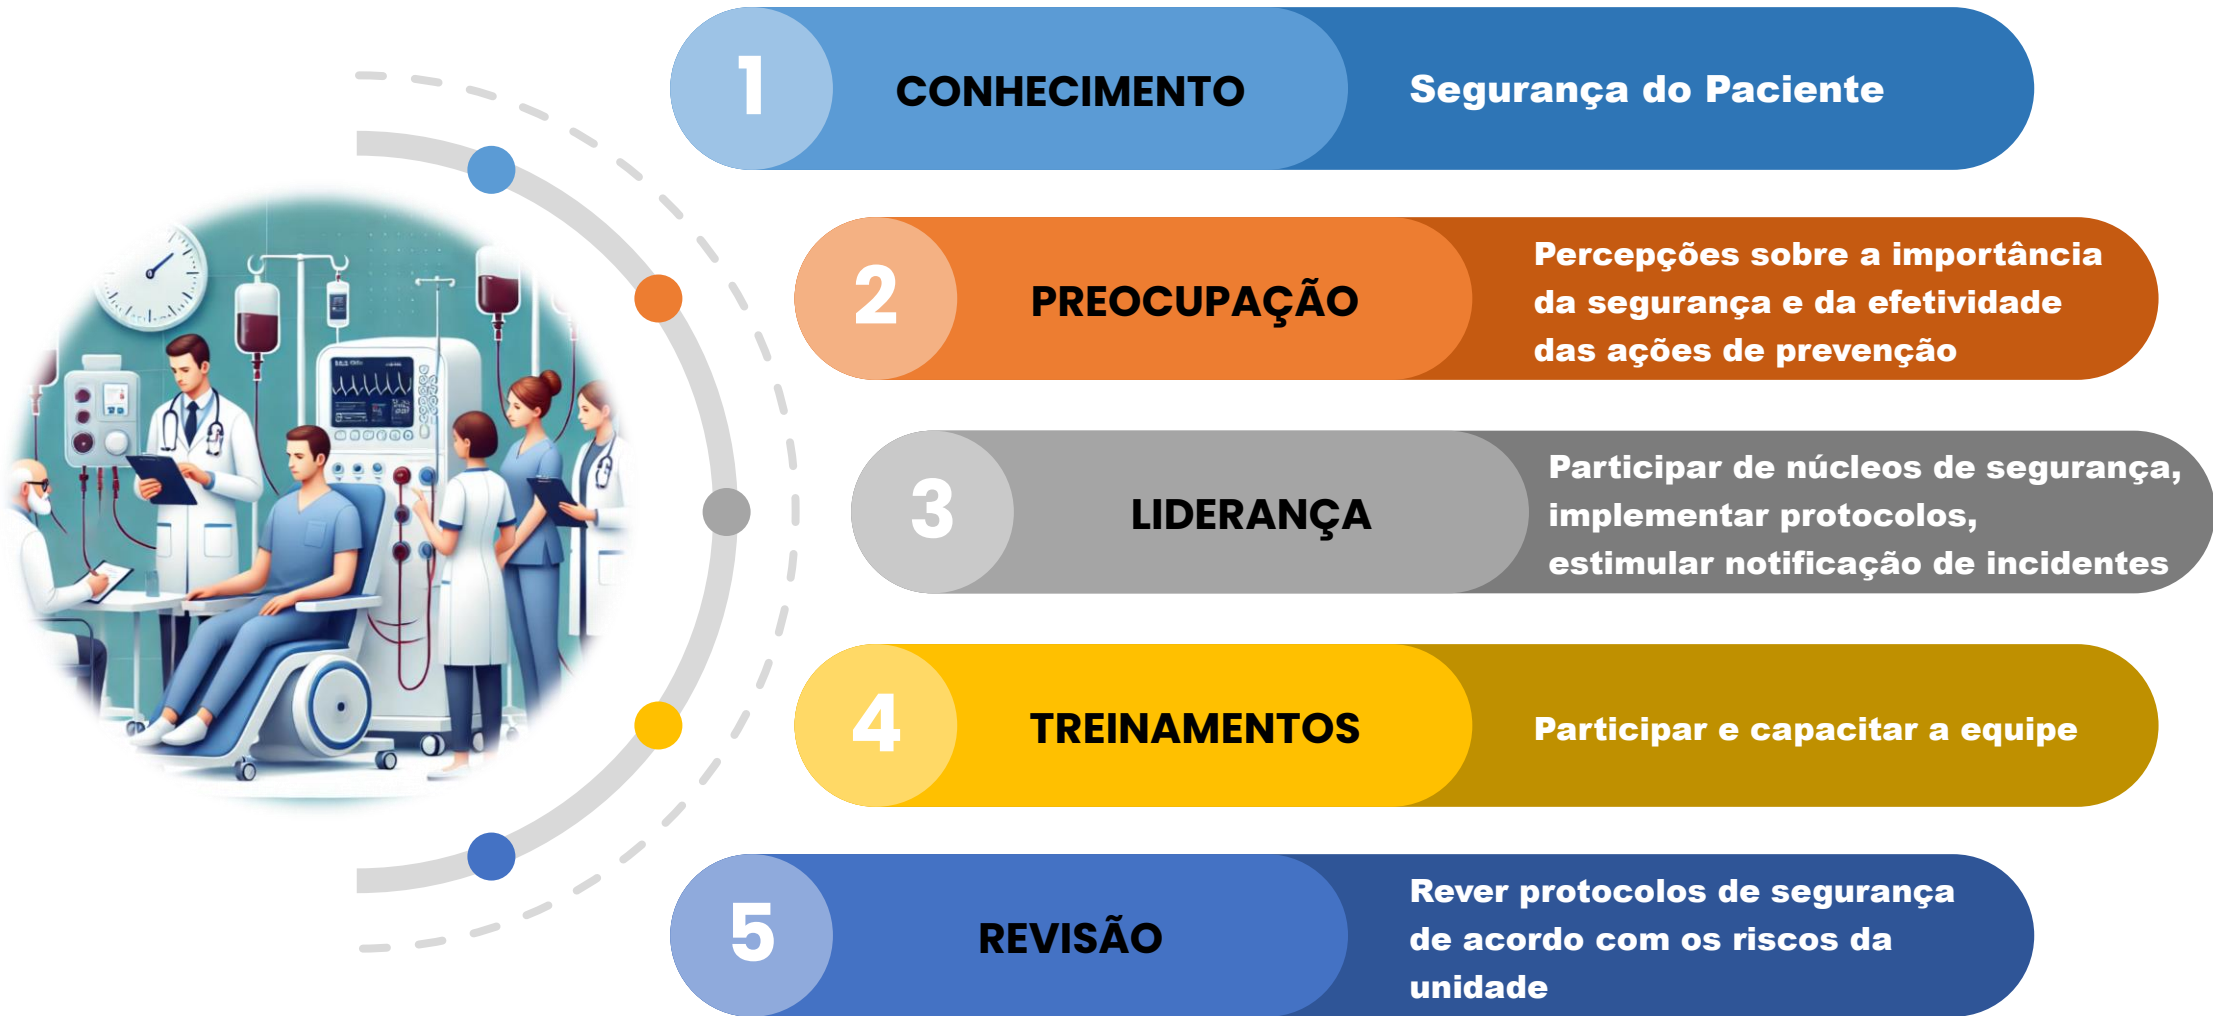 1
CONHECIMENTO
Segurança do Paciente
2
PREOCUPAÇÃO
Percepções sobre a importância
da segurança e da efetividade
das ações de prevenção
3
LIDERANÇA
Participar de núcleos de segurança,
implementar protocolos,
estimular notificação de incidentes
4
TREINAMENTOS
Participar e capacitar a equipe
5
REVISÃO
Rever protocolos de segurança
de acordo com os riscos da
unidade